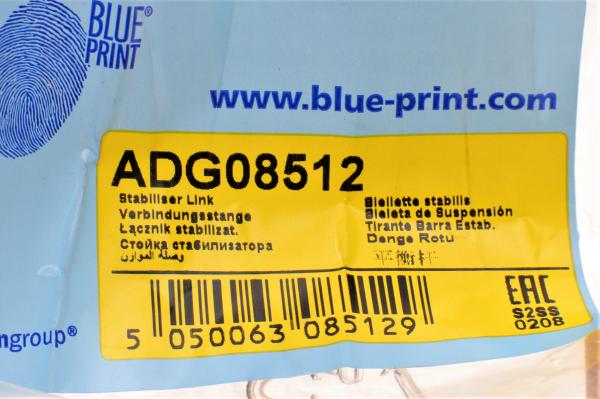 BLUE®
PRINT
www.blue-print.com
ADG08512
Stabiliser Link
Verbindungsstange
Łącznik stabilizat.
Стойка стабилизатора
وصلة الموازن
Biellette stabilis
Bieleta de Suspensión
Tirante Barra Estab.
Denge Rotu
EAC
S2SS
0208
5 050063 085129
ngroup®